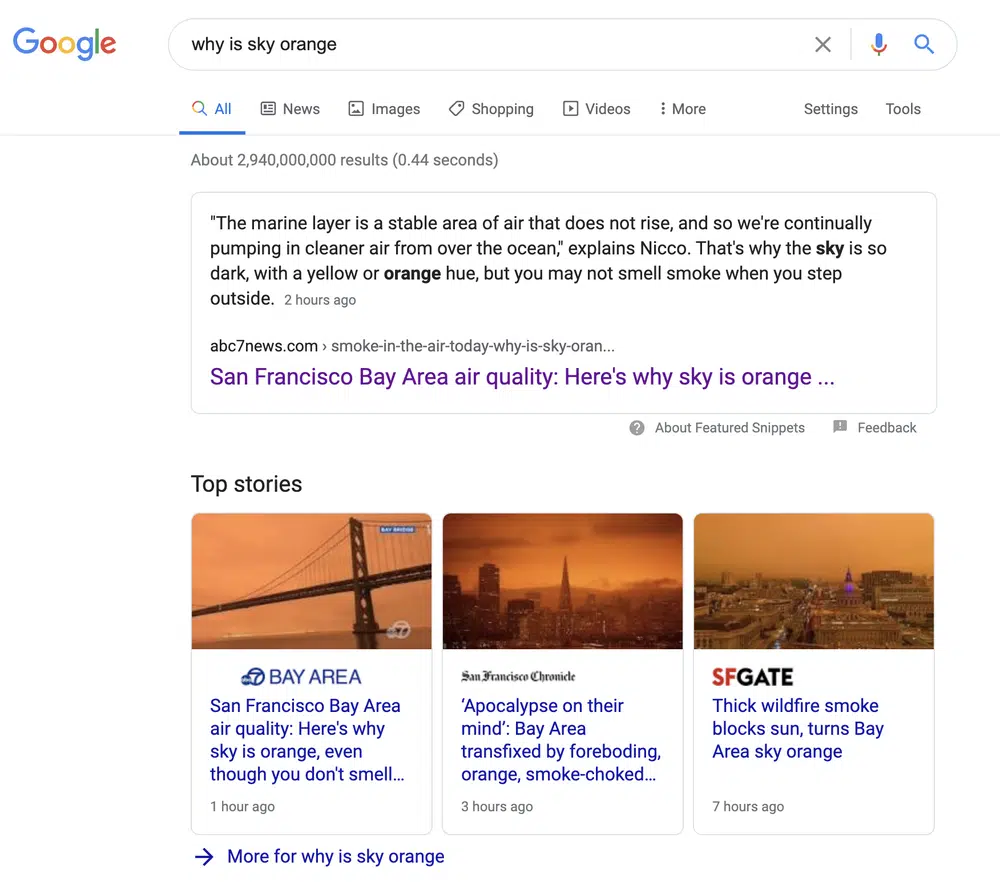 Google
why is sky orange
All
News
Images
Shopping
Videos
More
Settings
Tools
About 2,940,000,000 results (0.44 seconds)
"The marine layer is a stable area of air that does not rise, and so we're continually
pumping in cleaner air from over the ocean," explains Nicco. That's why the sky is so
dark, with a yellow or orange hue, but you may not smell smoke when you step
outside. 2 hours ago
abc7news.com › smoke-in-the-air-today-why-is-sky-oran...
San Francisco Bay Area air quality: Here's why sky is orange ...
About Featured Snippets
Feedback
Top stories
BAY BRIDGE
7
abc7 BAY AREA
San Francisco Bay Area
air quality: Here's why
sky is orange, even
though you don't smell...
1 hour ago
San Francisco Chronicle
‘Apocalypse on their
mind’: Bay Area
transfixed by foreboding,
orange, smoke-choked...
3 hours ago
SFGATE
Thick wildfire smoke
blocks sun, turns Bay
Area sky orange
7 hours ago
More for why is sky orange